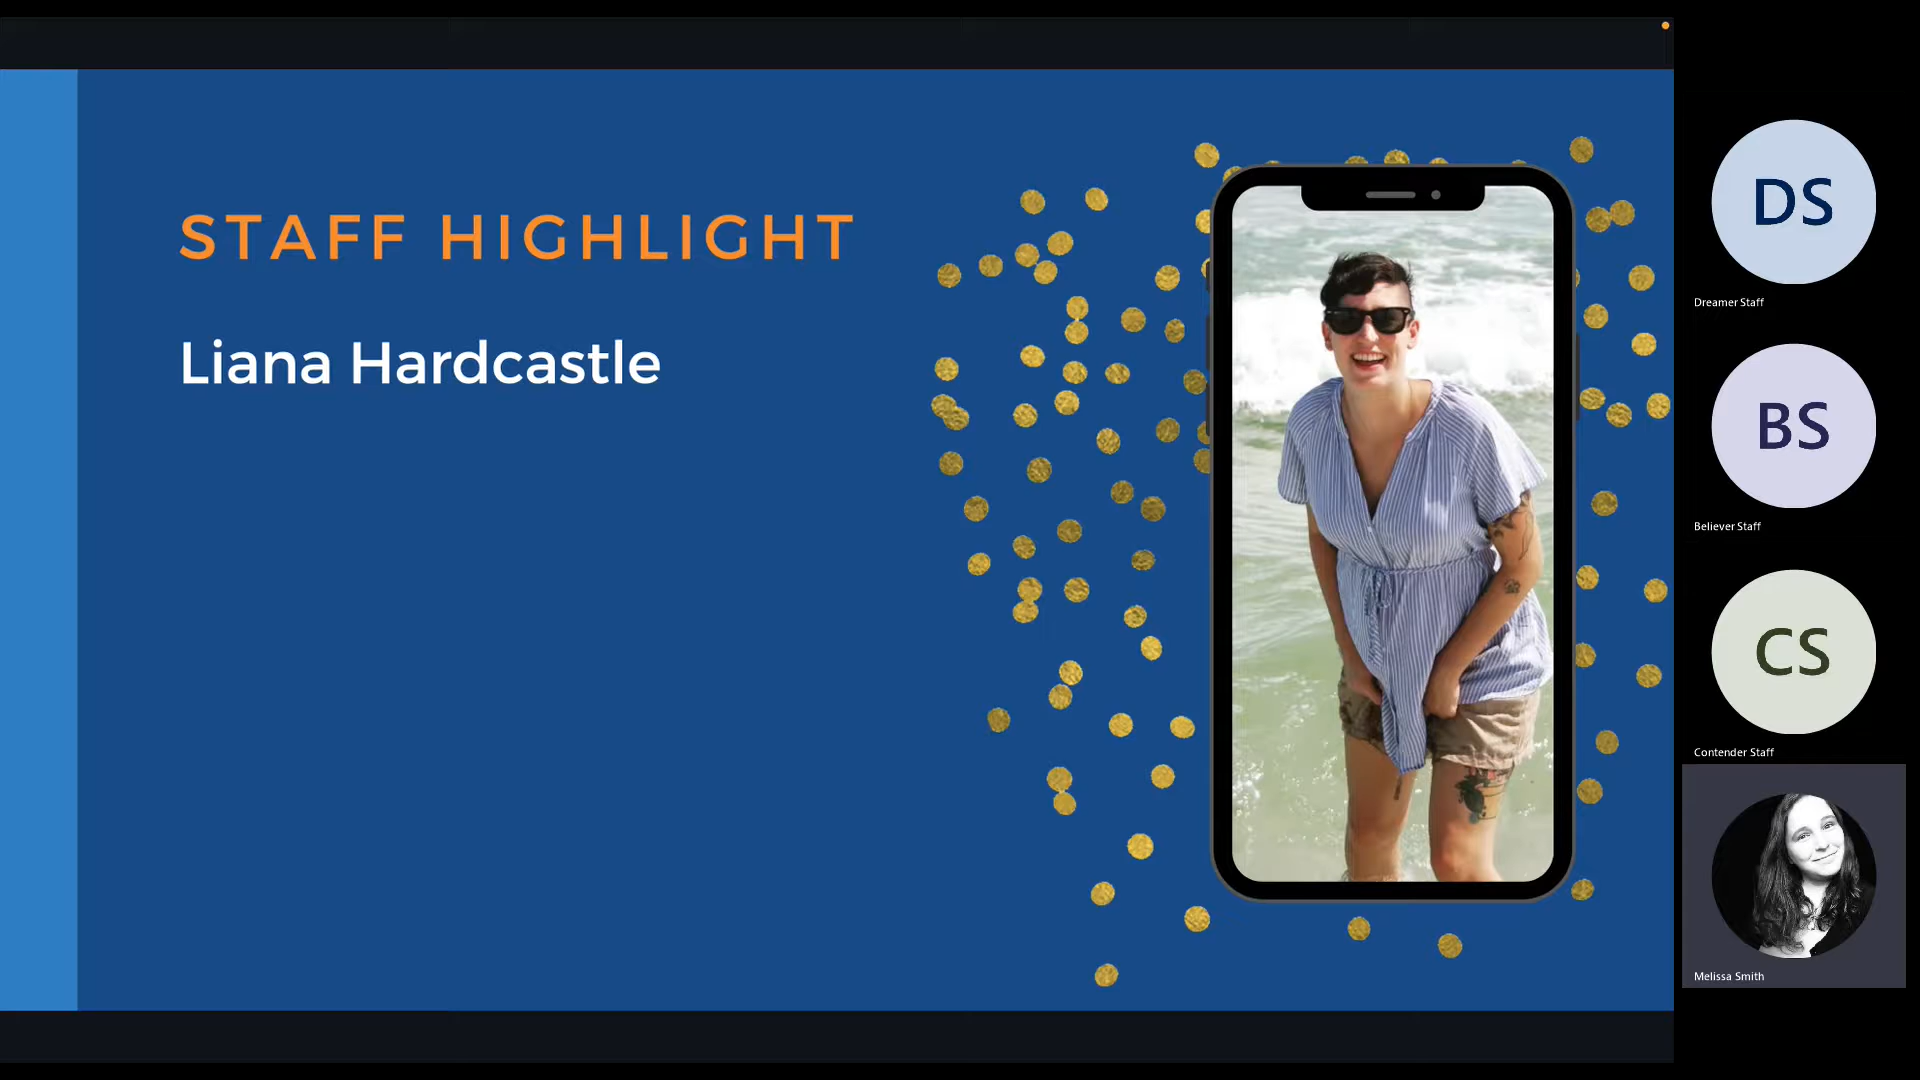 STAFF HIGHLIGHT
Liana Hardcastle
DS
Dreamer Staff
BS
Believer Staff
CS
Contender Staff
Melissa Smith